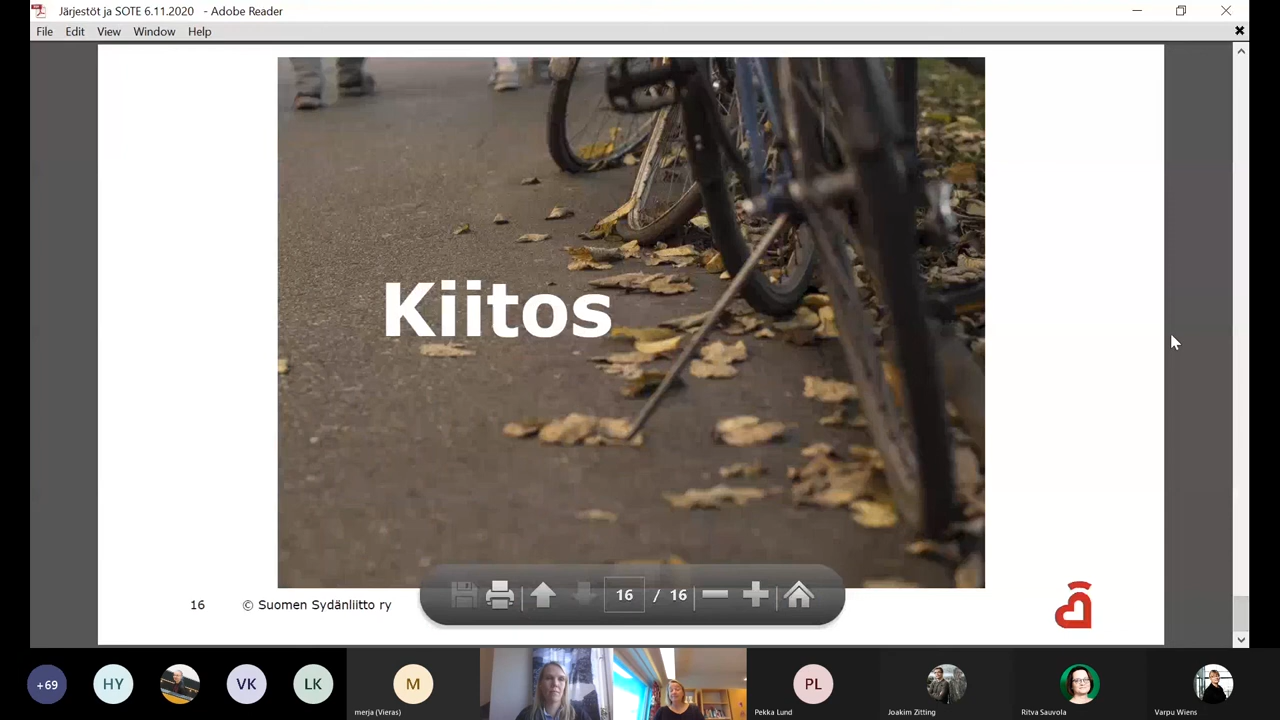 Järjestöt ja SOTE 6.11.2020 - Adobe Reader
File Edit View Window Help
Kiitos
16 © Suomen Sydänliitto ry
16 / 16
+69 HY VK LK M PL
merja (Vieras) Pekka Lund Joakim Zitting Ritva Sauvola Varpu Wiens